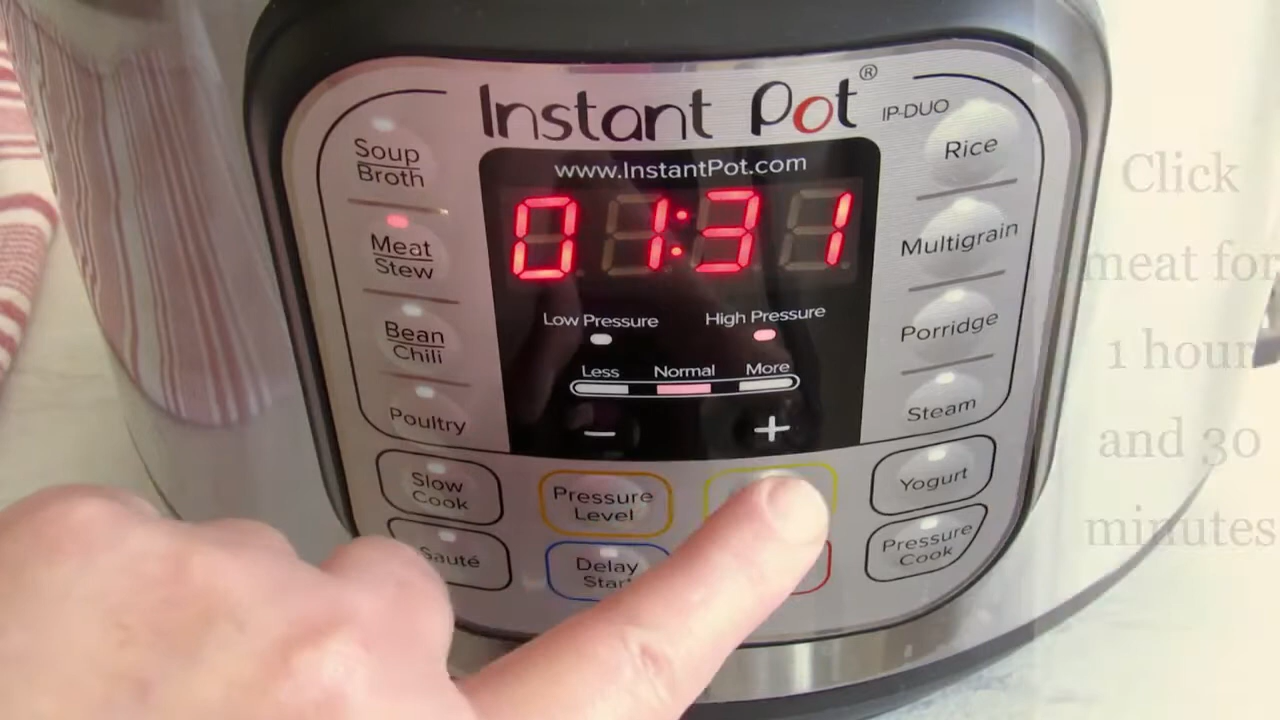 Instant Pot®
IP-DUO
www.InstantPot.com
01:31
Low Pressure
High Pressure
Less
Normal
More
−
+
Soup
Broth
Meat
Stew
Bean
Chili
Poultry
Slow
Cook
Sauté
Pressure
Level
Delay
Start
Rice
Multigrain
Porridge
Steam
Yogurt
Pressure
Cook
Click
meat for
1 hour
and 30
minutes